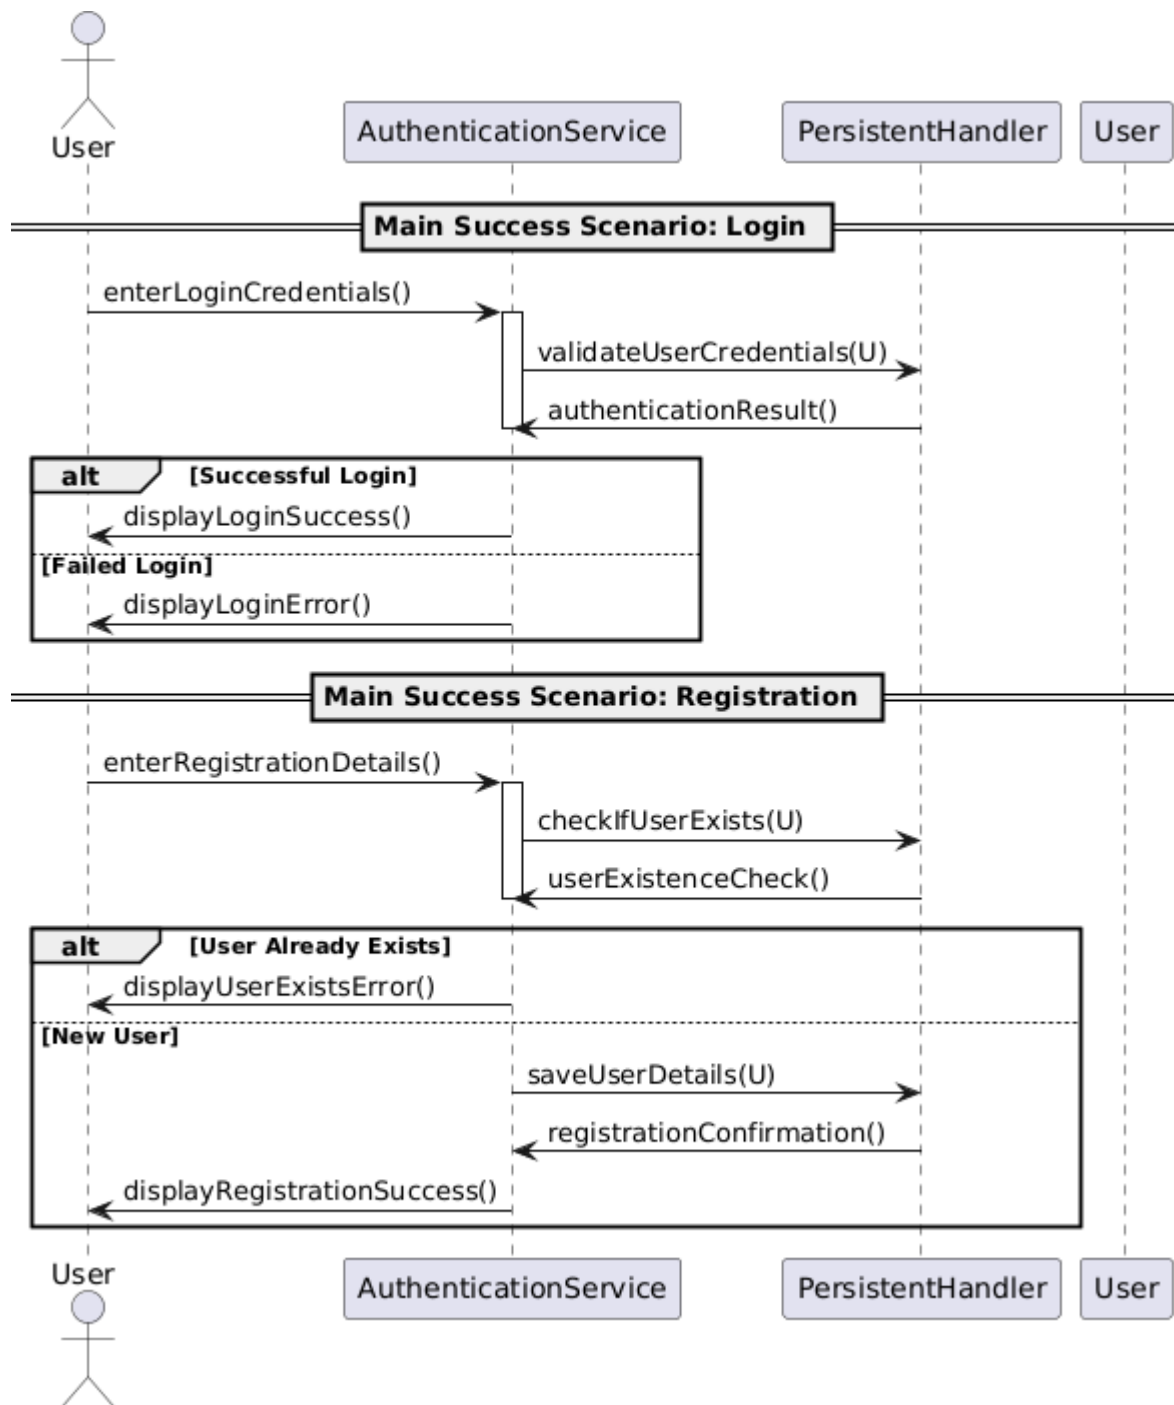 User
AuthenticationService
PersistentHandler
User
Main Success Scenario: Login
enterLoginCredentials()
validateUserCredentials(U)
authenticationResult()
alt [Successful Login]
displayLoginSuccess()
[Failed Login]
displayLoginError()
Main Success Scenario: Registration
enterRegistrationDetails()
checkIfUserExists(U)
userExistenceCheck()
alt [User Already Exists]
displayUserExistsError()
[New User]
saveUserDetails(U)
registrationConfirmation()
displayRegistrationSuccess()
User
AuthenticationService
PersistentHandler
User